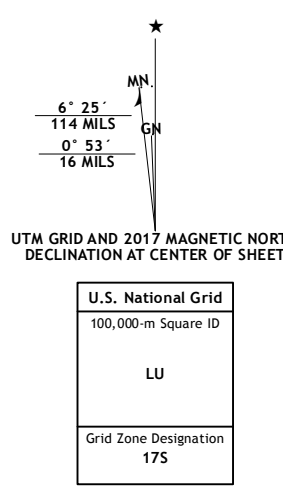 MN.
6° 25´
114 MILS
GN
0° 53´
16 MILS
UTM GRID AND 2017 MAGNETIC NORT
DECLINATION AT CENTER OF SHEET
U.S. National Grid
100,000-m Square ID
LU
Grid Zone Designation
17S